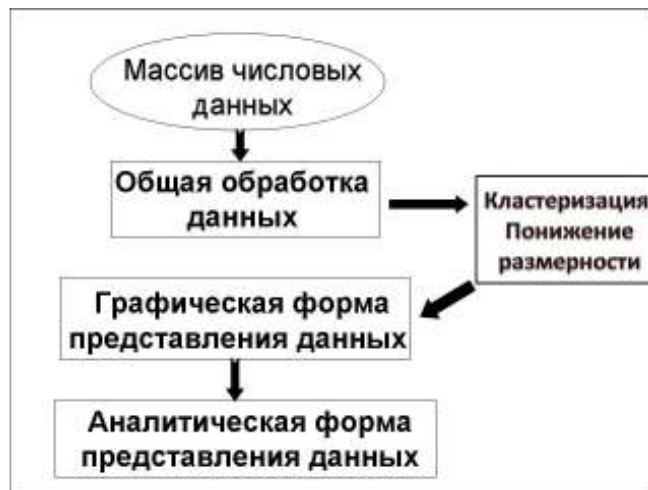 Массив числовых
данных
Общая обработка
данных
Кластеризация
Понижение
размерности
Графическая форма
представления данных
Аналитическая форма
представления данных